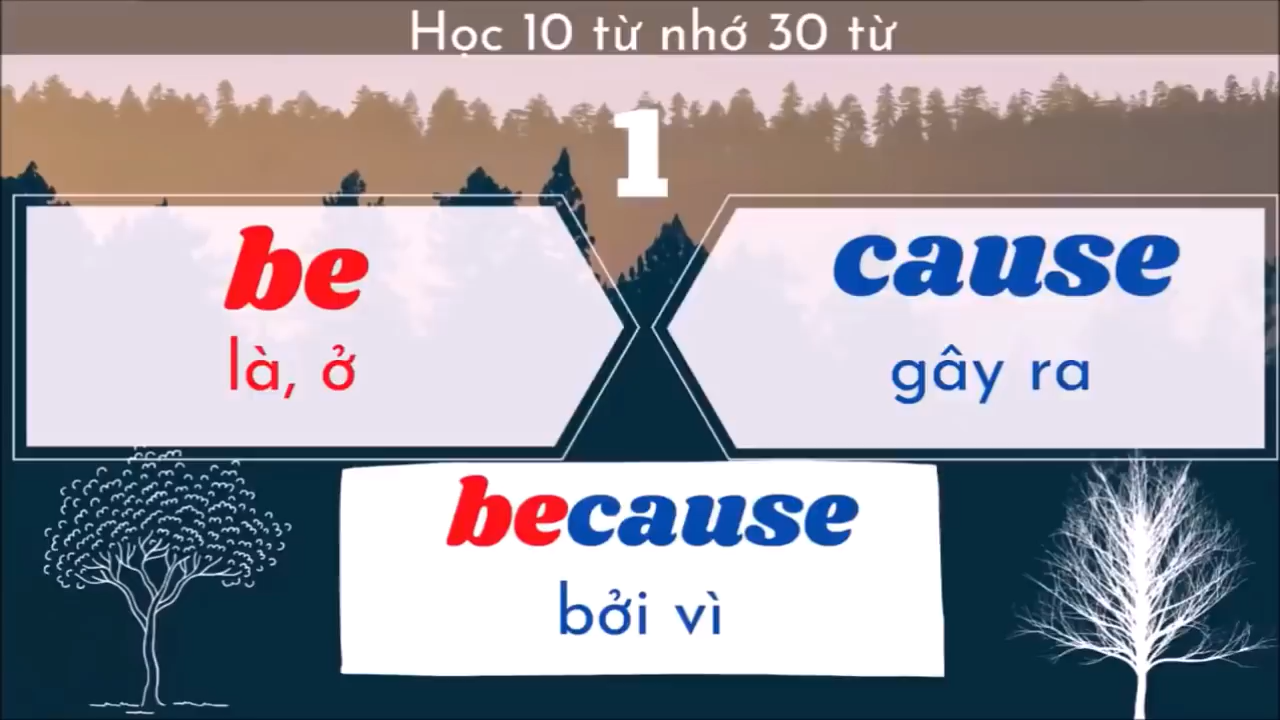 Học 10 từ nhớ 30 từ
1
be
là, ở
cause
gây ra
because
bởi vì